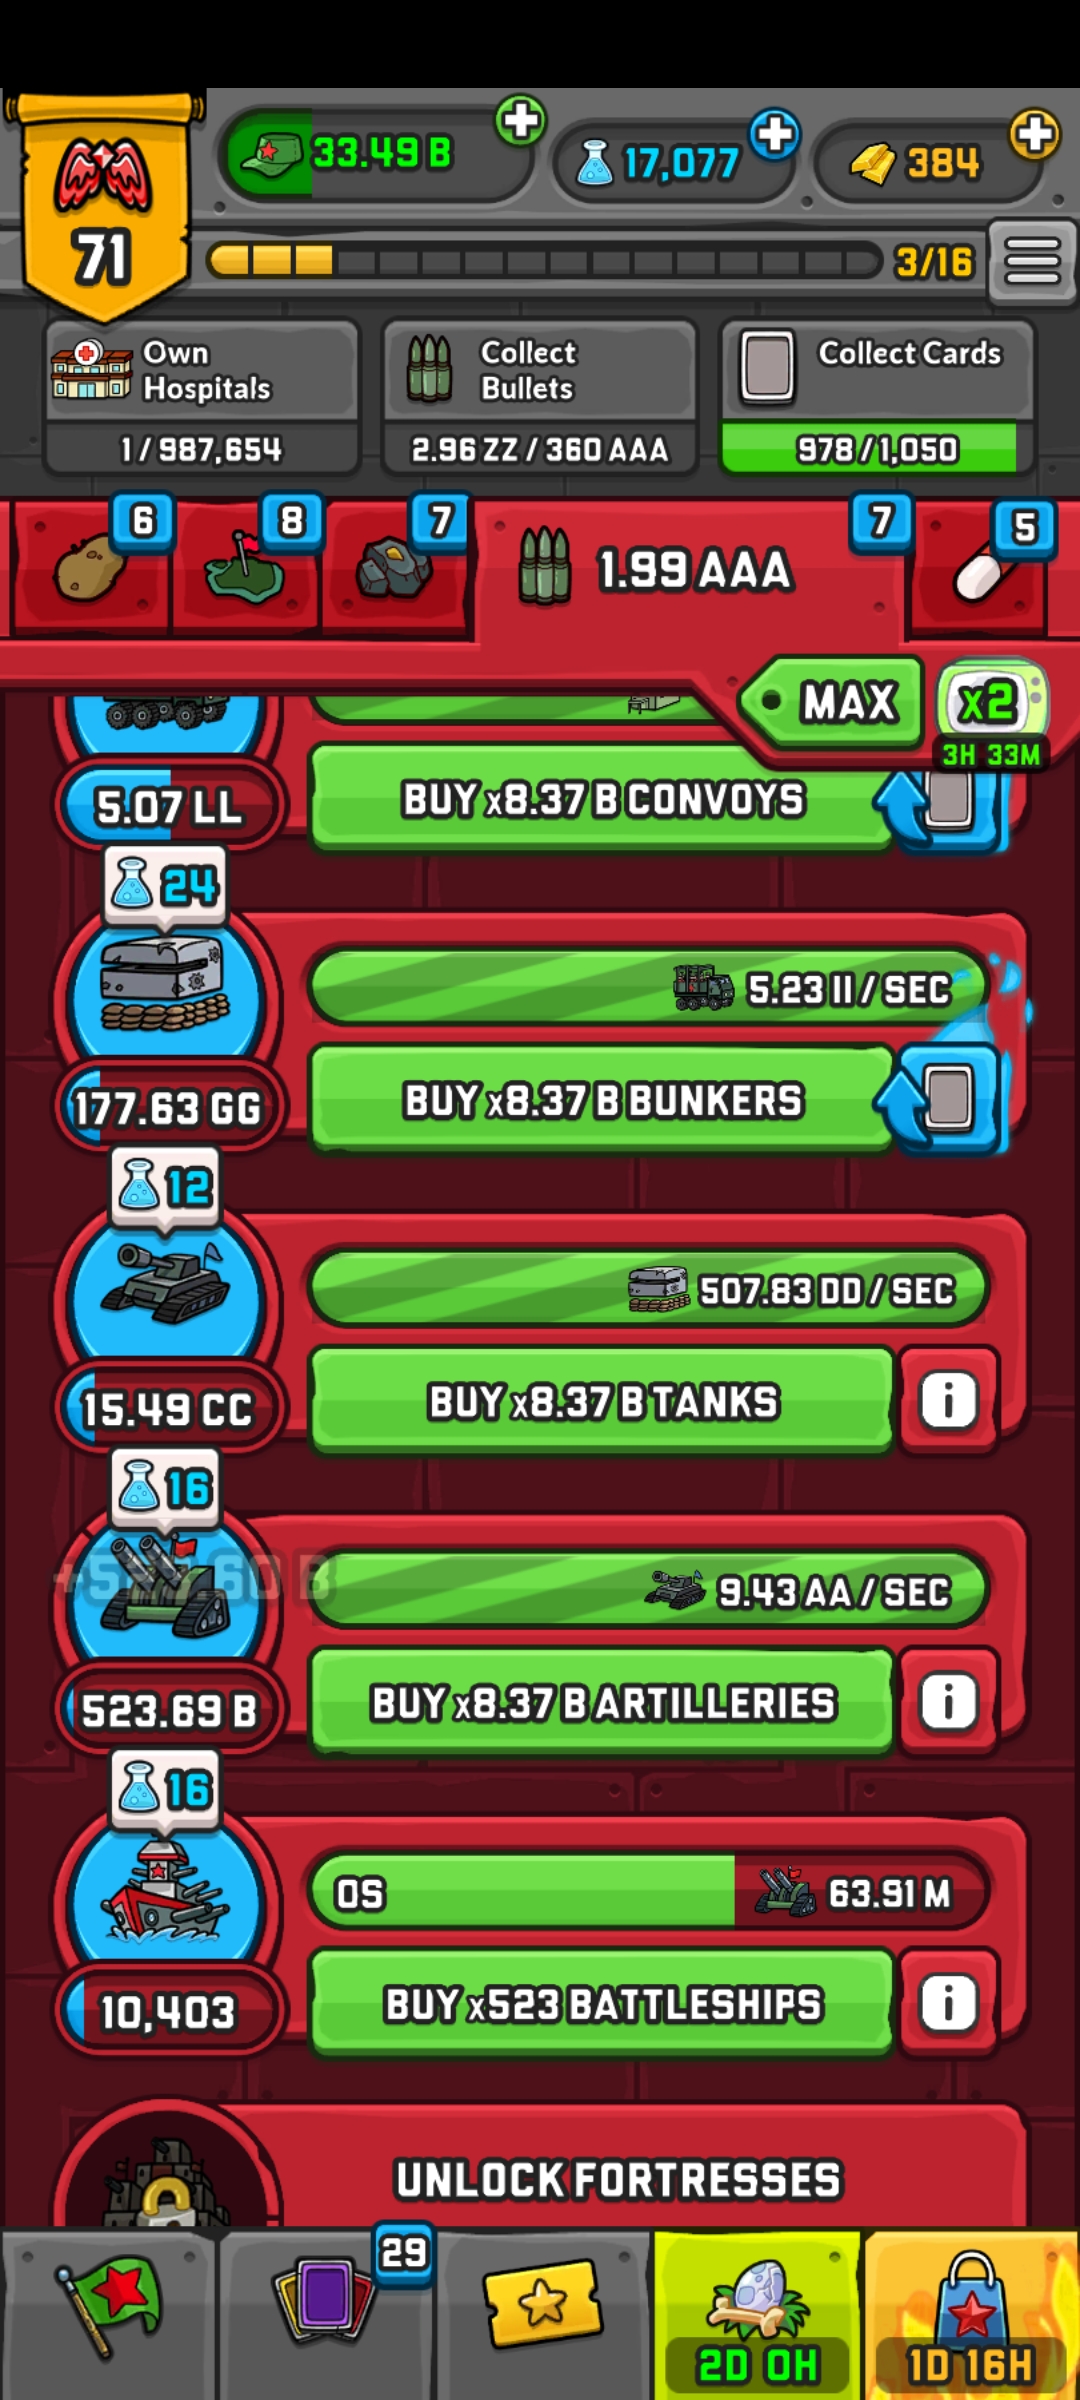 71
33.49 B
17,077
384
3/16
Own
Hospitals
1 / 987,654
Collect
Bullets
2.96 ZZ / 360 AAA
Collect Cards
978 / 1,050
6
8
7
1.99 AAA
7
5
MAX
x2
3H 33M
5.07 LL
BUY x8.37 B CONVOYS
24
5.23 II / SEC
177.63 GG
BUY x8.37 B BUNKERS
12
507.83 DD / SEC
15.49 CC
BUY x8.37 B TANKS
i
16
9.43 AA / SEC
523.69 B
BUY x8.37 B ARTILLERIES
i
16
0S
63.91 M
10,403
BUY x523 BATTLESHIPS
i
UNLOCK FORTRESSES
29
2D 0H
1D 16H